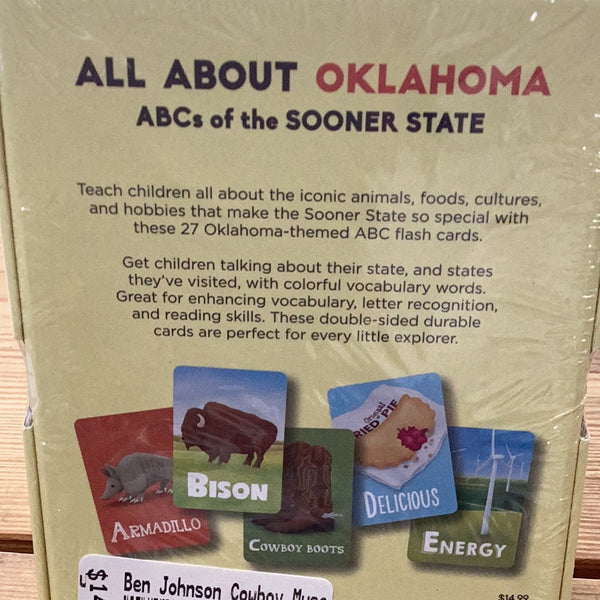 ALL ABOUT OKLAHOMA
ABCs of the SOONER STATE
Teach children all about the iconic animals, foods, cultures,
and hobbies that make the Sooner State so special with
these 27 Oklahoma-themed ABC flash cards.
Get children talking about their state, and states
they've visited, with colorful vocabulary words.
Great for enhancing vocabulary, letter recognition,
and reading skills. These double-sided durable
cards are perfect for every little explorer.
ARMADILLO
BISON
COWBOY BOOTS
PIE
DELICIOUS
ENERGY
Ben Johnson Cowboy
$14.99